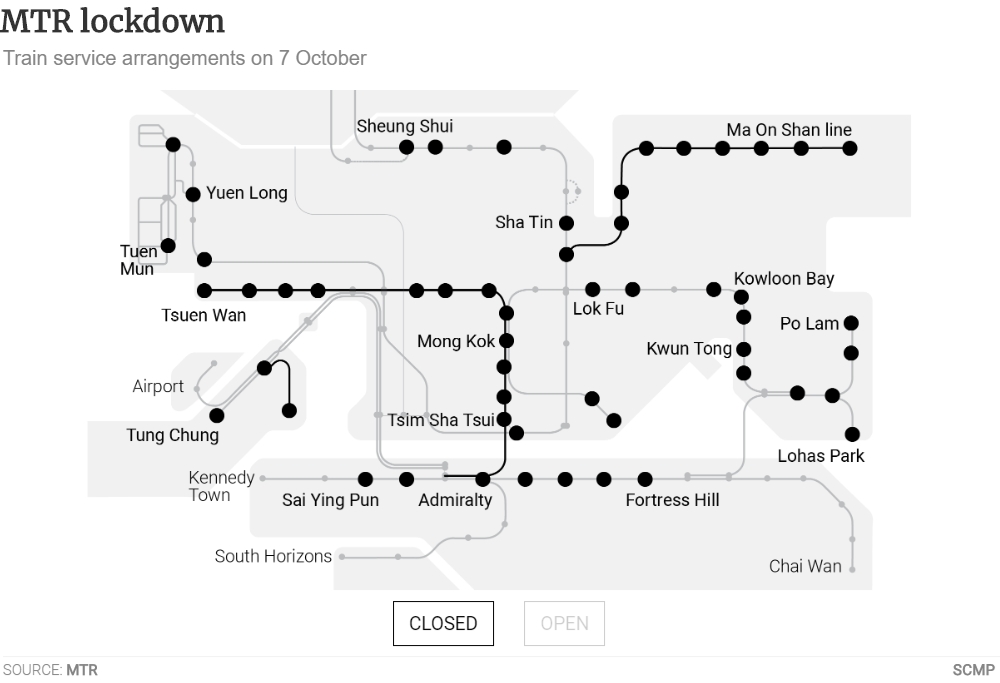 MTR lockdown
Train service arrangements on 7 October
Sheung Shui
Ma On Shan line
Yuen Long
Sha Tin
Tuen
Mun
Kowloon Bay
Tsuen Wan
Lok Fu
Po Lam
Mong Kok
Kwun Tong
Airport
Tsim Sha Tsui
Tung Chung
Lohas Park
Kennedy
Town
Sai Ying Pun
Admiralty
Fortress Hill
South Horizons
Chai Wan
CLOSED
OPEN
SOURCE: MTR
SCMP